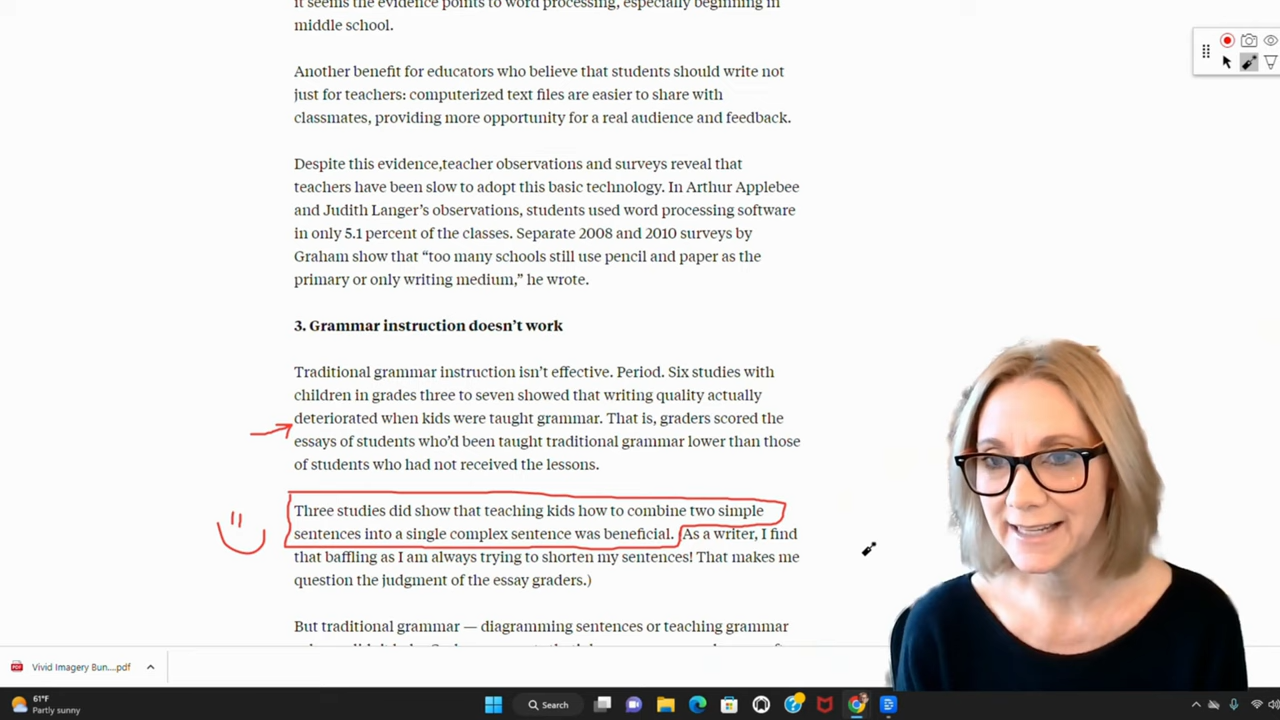 it seems the evidence points to word processing, especially beginning in
middle school.
Another benefit for educators who believe that students should write not
just for teachers: computerized text files are easier to share with
classmates, providing more opportunity for a real audience and feedback.
Despite this evidence,teacher observations and surveys reveal that
teachers have been slow to adopt this basic technology. In Arthur Applebee
and Judith Langer’s observations, students used word processing software
in only 5.1 percent of the classes. Separate 2008 and 2010 surveys by
Graham show that “too many schools still use pencil and paper as the
primary or only writing medium,” he wrote.
3. Grammar instruction doesn’t work
Traditional grammar instruction isn’t effective. Period. Six studies with
children in grades three to seven showed that writing quality actually
deteriorated when kids were taught grammar. That is, graders scored the
essays of students who’d been taught traditional grammar lower than those
of students who had not received the lessons.
Three studies did show that teaching kids how to combine two simple
sentences into a single complex sentence was beneficial. (As a writer, I find
that baffling as I am always trying to shorten my sentences! That makes me
question the judgment of the essay graders.)
But traditional grammar — diagramming sentences or teaching grammar
Vivid Imagery Bun....pdf
61°F
Partly sunny
Search